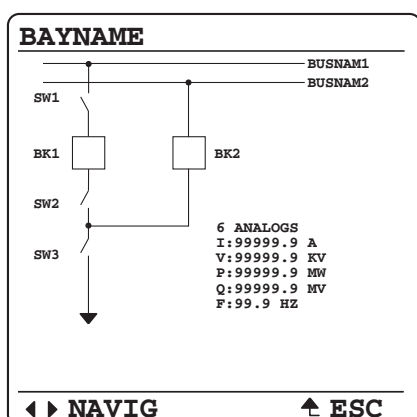 BAYNAME
BUSNAM1
BUSNAM2
SW1
BK1
BK2
SW2
SW3
6 ANALOGS
I:99999.9 A
V:99999.9 KV
P:99999.9 MW
Q:99999.9 MV
F:99.9 HZ
NAVIG
ESC